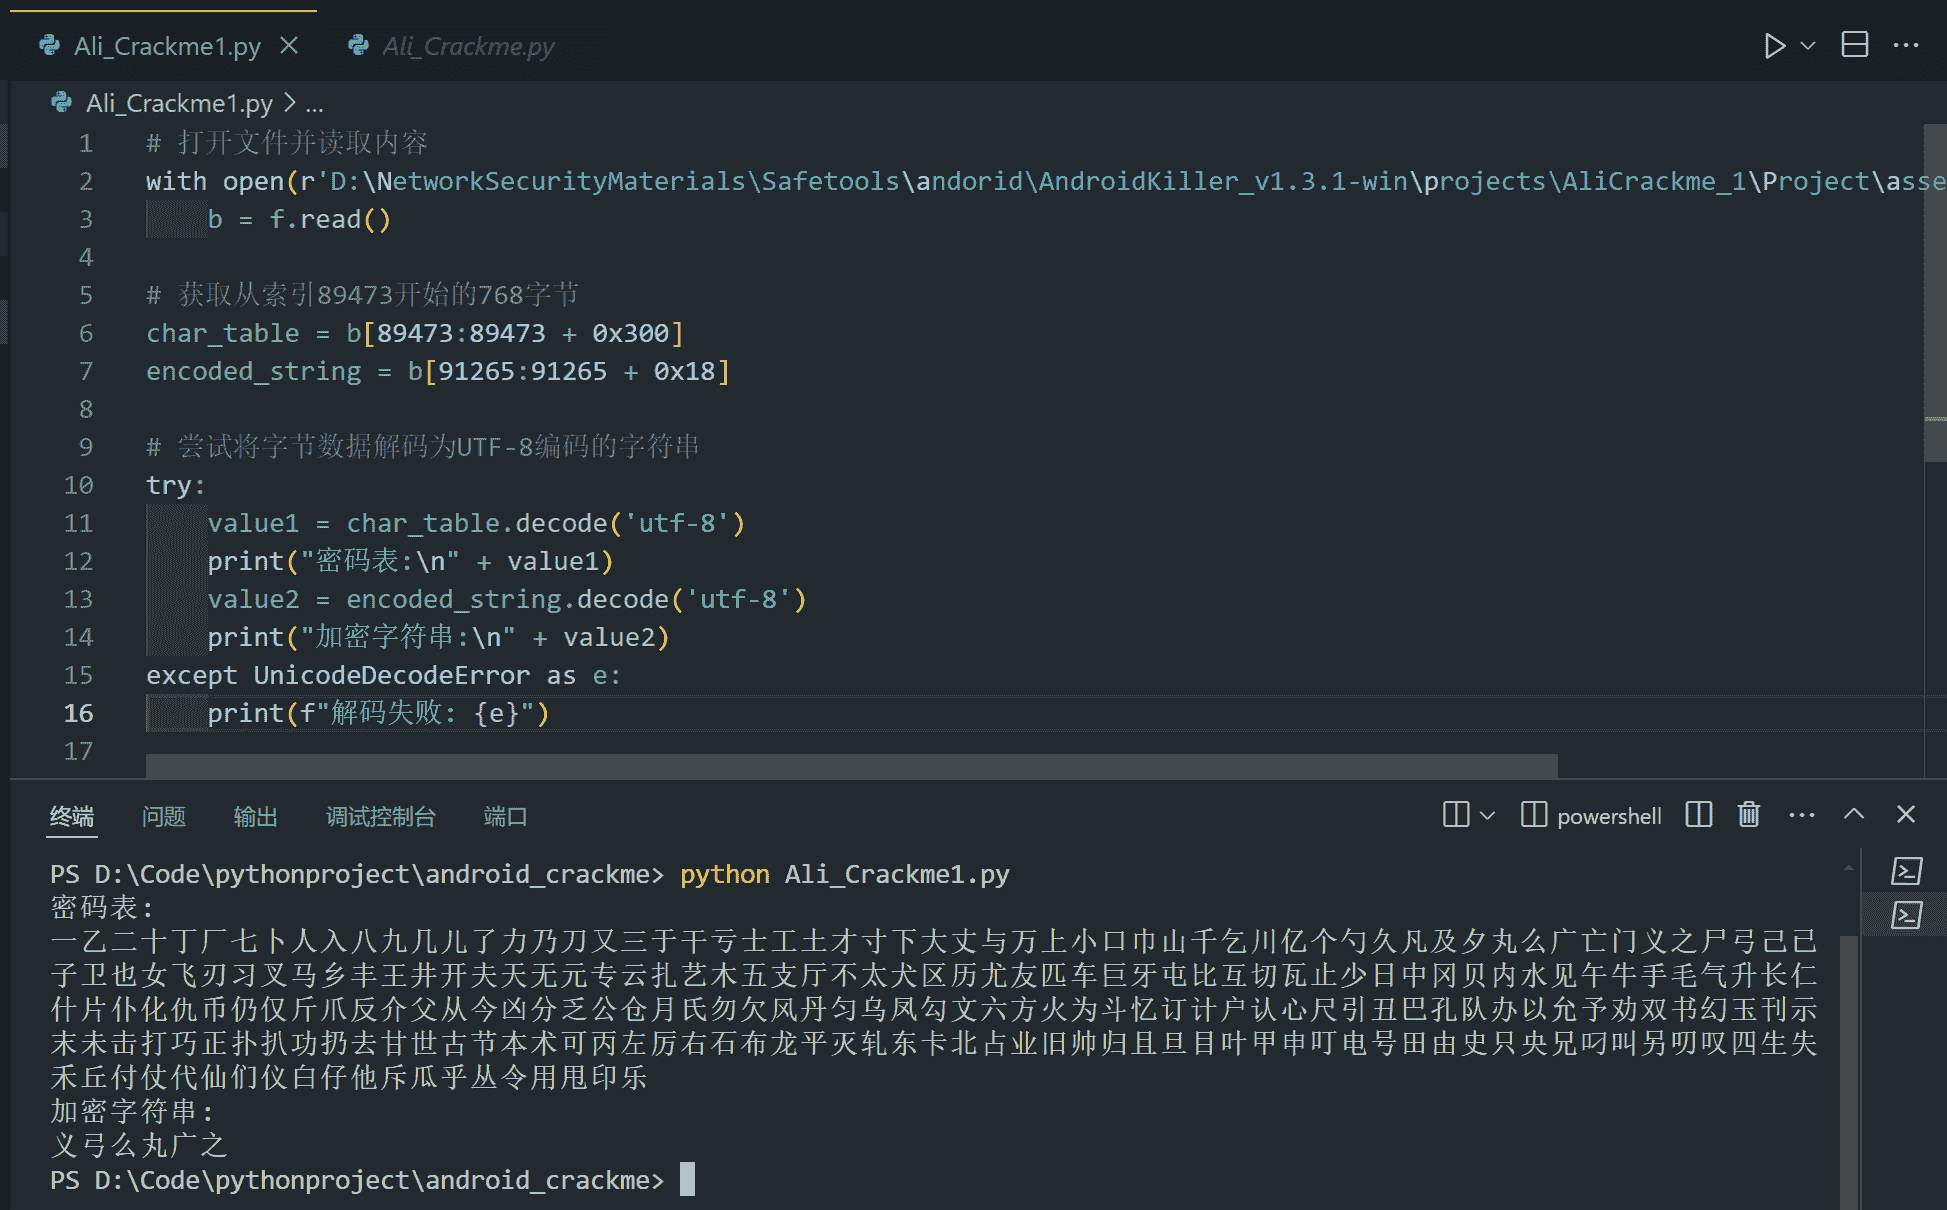 Ali_Crackme1.py
Ali_Crackme.py
Ali_Crackme1.py > ...
1 # 打开文件并读取内容
2 with open(r'D:\NetworkSecurityMaterials\Safetools\andorid\AndroidKiller_v1.3.1-win\projects\AliCrackme_1\Project\asse
3 b = f.read()
4
5 # 获取从索引89473开始的768字节
6 char_table = b[89473:89473 + 0x300]
7 encoded_string = b[91265:91265 + 0x18]
8
9 # 尝试将字节数据解码为UTF-8编码的字符串
10 try:
11 value1 = char_table.decode('utf-8')
12 print("密码表:\n" + value1)
13 value2 = encoded_string.decode('utf-8')
14 print("加密字符串:\n" + value2)
15 except UnicodeDecodeError as e:
16 print(f"解码失败: {e}")
17
终端 问题 输出 调试控制台 端口
powershell
PS D:\Code\pythonproject\android_crackme> python Ali_Crackme1.py
密码表:
一乙二十丁厂七卜人入八九几儿了力乃刀又三于干亏士工土才寸下大丈与万上小口巾山千乞川亿个勺久凡及夕丸么广亡门义之尸弓己已
子卫也女飞刃习叉马乡丰王井开夫天无元专云扎艺木五支厅不太犬区历尤友匹车巨牙屯比互切瓦止少日中冈贝内水见午牛手毛气升长仁
什片仆化仇币仍仅斤爪反介父从今凶分乏公仓月氏勿欠风丹匀乌凤勾文六方火为斗忆订计户认心尺引丑巴孔队办以允予劝双书幻玉刊示
末未击打巧正扑扒功扔去甘世古节本术可丙左厉右石布龙平灭轧东卡北占业旧帅归且旦目叶甲申叮电号田由史只央兄叼叫另叨叹四生失
禾丘付仗代仙们仪白仔他斥瓜乎丛令用甩印乐
加密字符串:
义弓么丸广之
PS D:\Code\pythonproject\android_crackme>